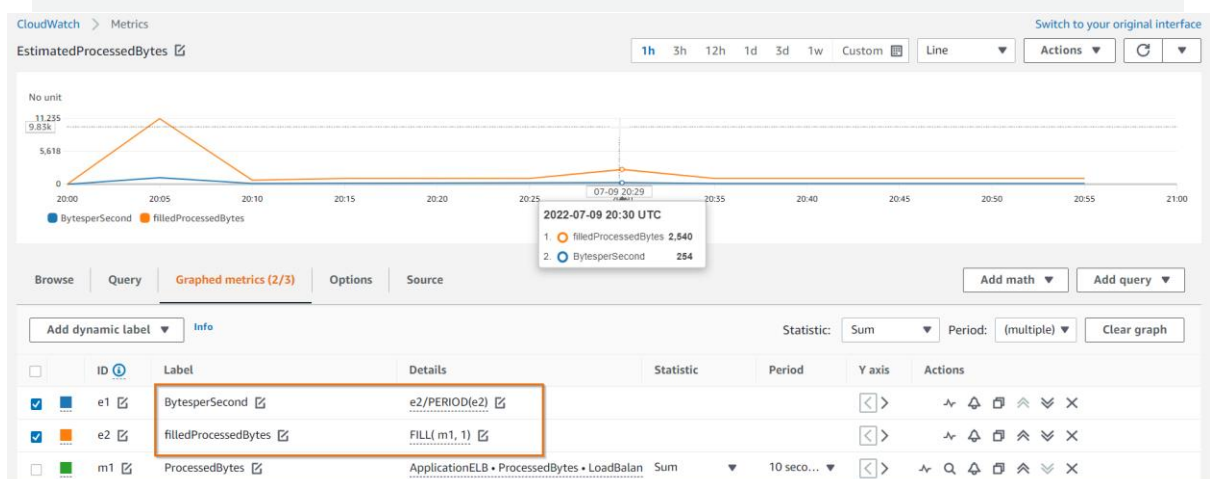 CloudWatch > Metrics
Switch to your original interface
EstimatedProcessedBytes
1h 3h 12h 1d 3d 1w Custom Line Actions
No unit
11,235
9.83k
5,618
0
20:00 20:05 20:10 20:15 20:20 20:25 07-09 20:29 20:35 20:40 20:45 20:50 20:55 21:00
BytesperSecond filledProcessedBytes
2022-07-09 20:30 UTC
1. filledProcessedBytes 2,540
2. BytesperSecond 254
Browse Query Graphed metrics (2/3) Options Source Add math Add query
Add dynamic label Info Statistic: Sum Period: (multiple) Clear graph
ID Label Details Statistic Period Y axis Actions
e1 BytesperSecond e2/PERIOD(e2) < >
e2 filledProcessedBytes FILL( m1, 1) < >
m1 ProcessedBytes ApplicationELB • ProcessedBytes • LoadBalan Sum 10 seco... < >